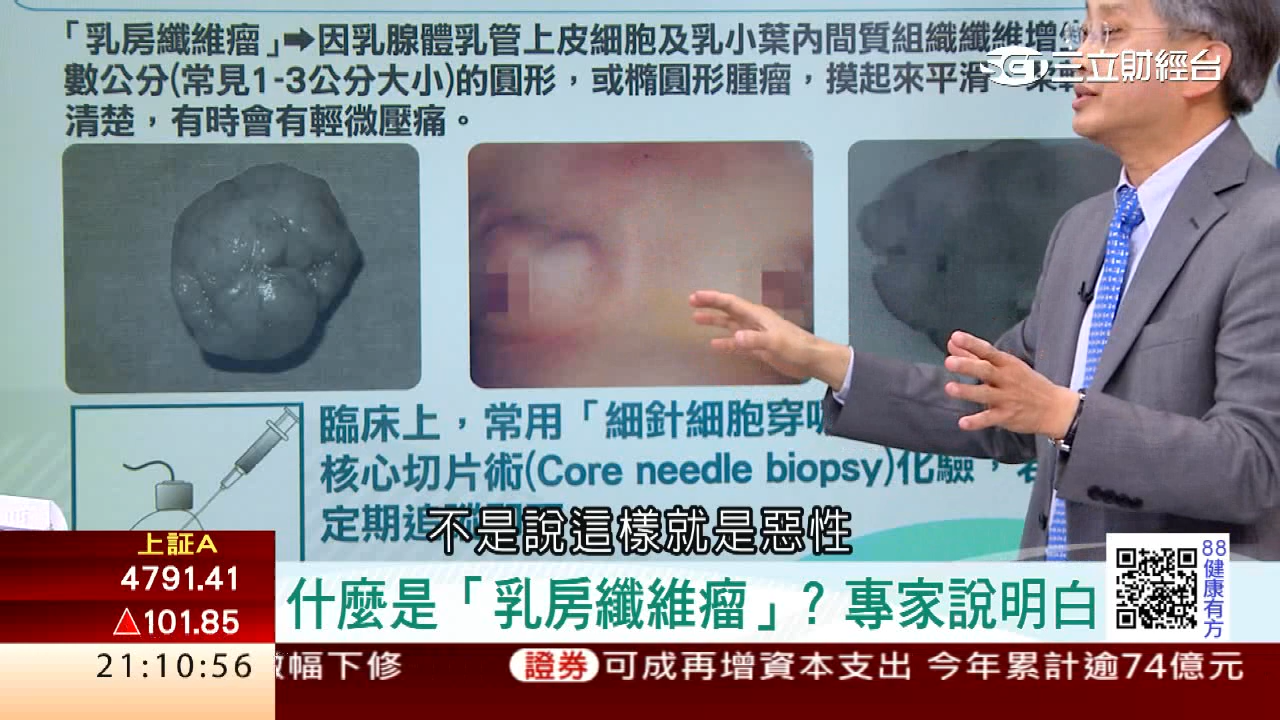 「乳房纖維瘤」➡因乳腺體乳管上皮細胞及乳小葉內間質組織纖維增
數公分(常見1-3公分大小)的圓形，或橢圓形腫瘤，摸起來平滑
清楚，有時會有輕微壓痛。
SET 三立財經台
臨床上，常用「細針細胞穿
核心切片術(Core needle biopsy)化驗，
定期追蹤
不是說這樣就是惡性
上証A
4791.41
△101.85
什麼是「乳房纖維瘤」? 專家說明白
88健康有方
21:10:56
幅下修 證券 可成再增資本支出 今年累計逾74億元